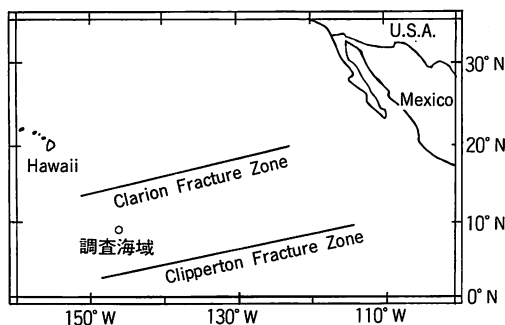 U.S.A.
30°N
Mexico
20°N
Hawaii
Clarion Fracture Zone
10°N
調査海域
Clipperton Fracture Zone
0°N
150°W
130°W
110°W